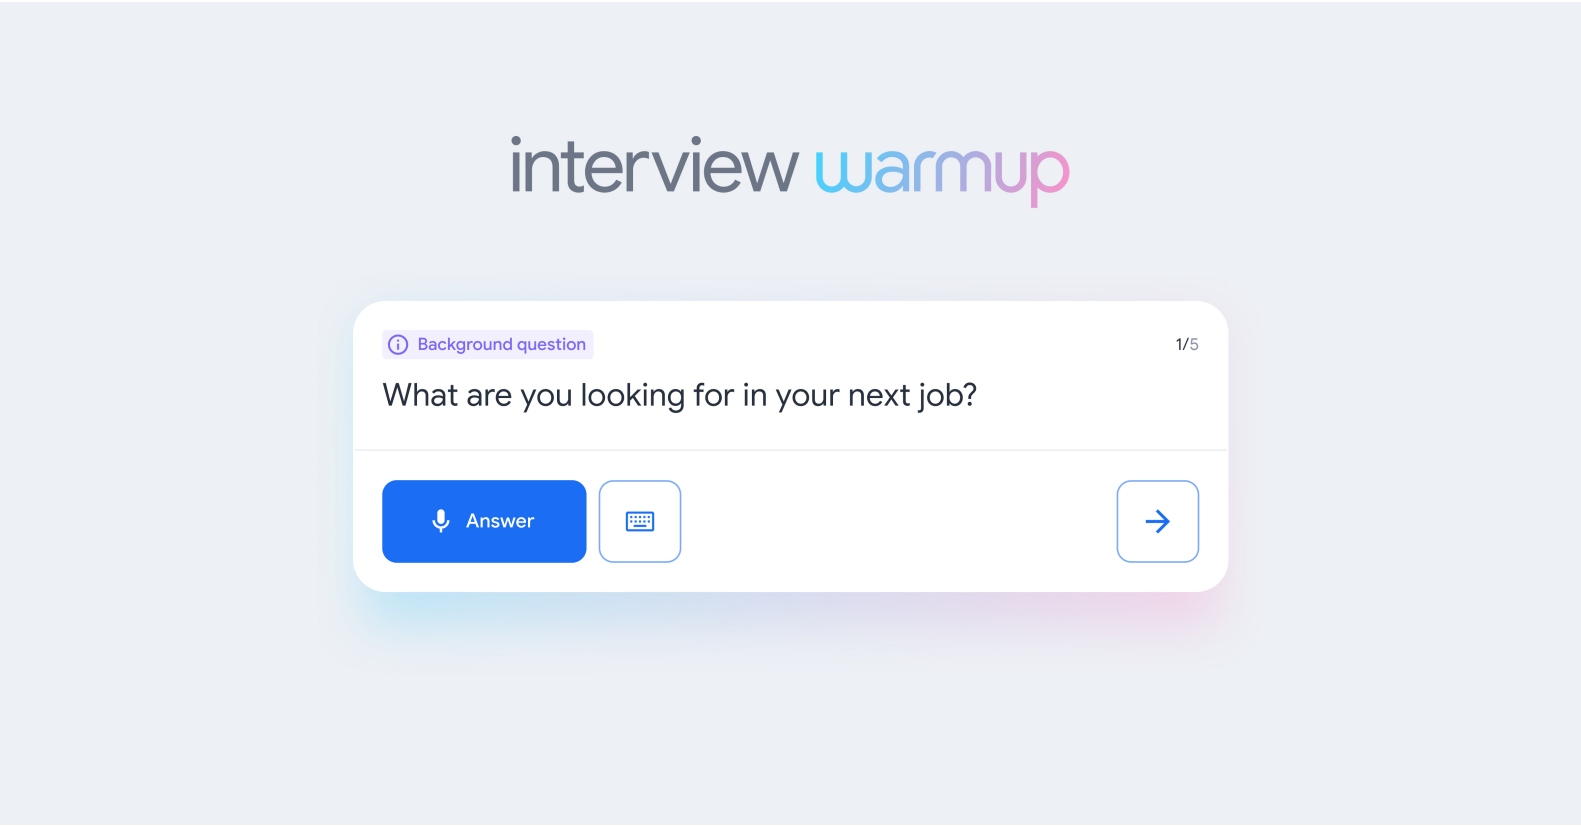 interview warmup
Background question
1/5
What are you looking for in your next job?
Answer